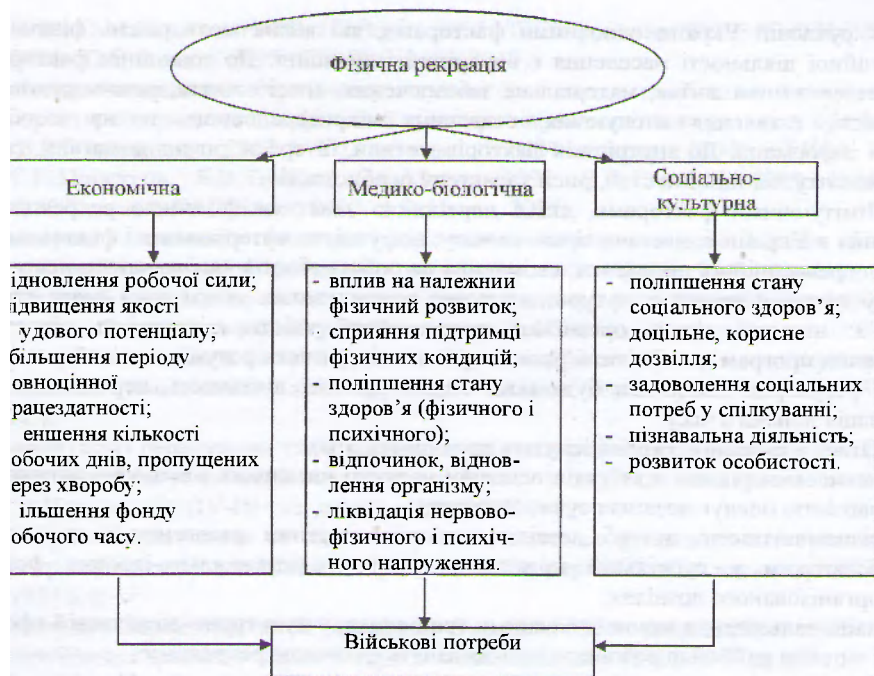 Фізична рекреація
Економічна
Медако-біологічна
Соціально-
культурна
ідновлення робочої сили;
ідвищення якості
удового потенціалу;
більшення періоду
овноцінної
рацездатності;
еншення кількості
обочих днів, пропущених
ерез хворобу;
ільшення фонду
обочого часу.
- вплив на належнии
фізичний розвиток;
- сприяння підтримці
фізичних кондицій;
- поліпшення стану
здоров’я (фізичного і
психічного);
- відпочинок, віднов-
лення організму;
- ліквідація нервово-
фізичного і психіч-
ного напруження.
- поліпшення стану
соціального здоров’я;
- доцільне, корисне
дозвілля;
- задоволення соціальних
потреб у спілкуванні;
- пізнавальна діяльність;
- розвиток особистості.
Військові потреби